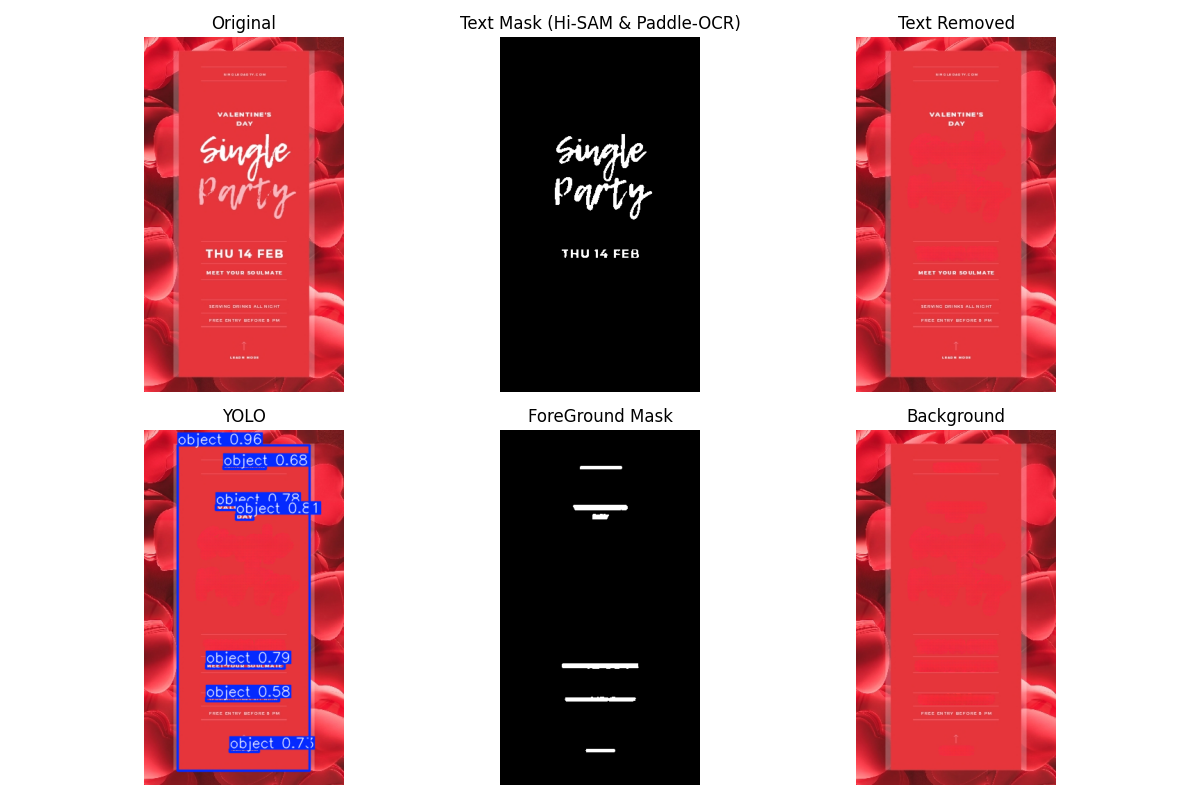 Original
Text Mask (Hi-SAM & Paddle-OCR)
Text Removed
VALENTINE'S
DAY
Single
Party
THU 14 FEB
MEET YOUR SOULMATE
SERVING DRINKS ALL NIGHT
FREE ENTRY BEFORE 8 PM
LEARN MORE
Single
Party
THU 14 FEB
VALENTINE'S
DAY
MEET YOUR SOULMATE
SERVING DRINKS ALL NIGHT
FREE ENTRY BEFORE 8 PM
LEARN MORE
YOLO
ForeGround Mask
Background
object 0.96
object 0.68
object 0.78
object 0.81
DAY
object 0.79
MEET YOUR SOULMATE
object 0.58
FREE ENTRY BEFORE 8 PM
object 0.73
FREE ENTRY BEFORE 8 PM